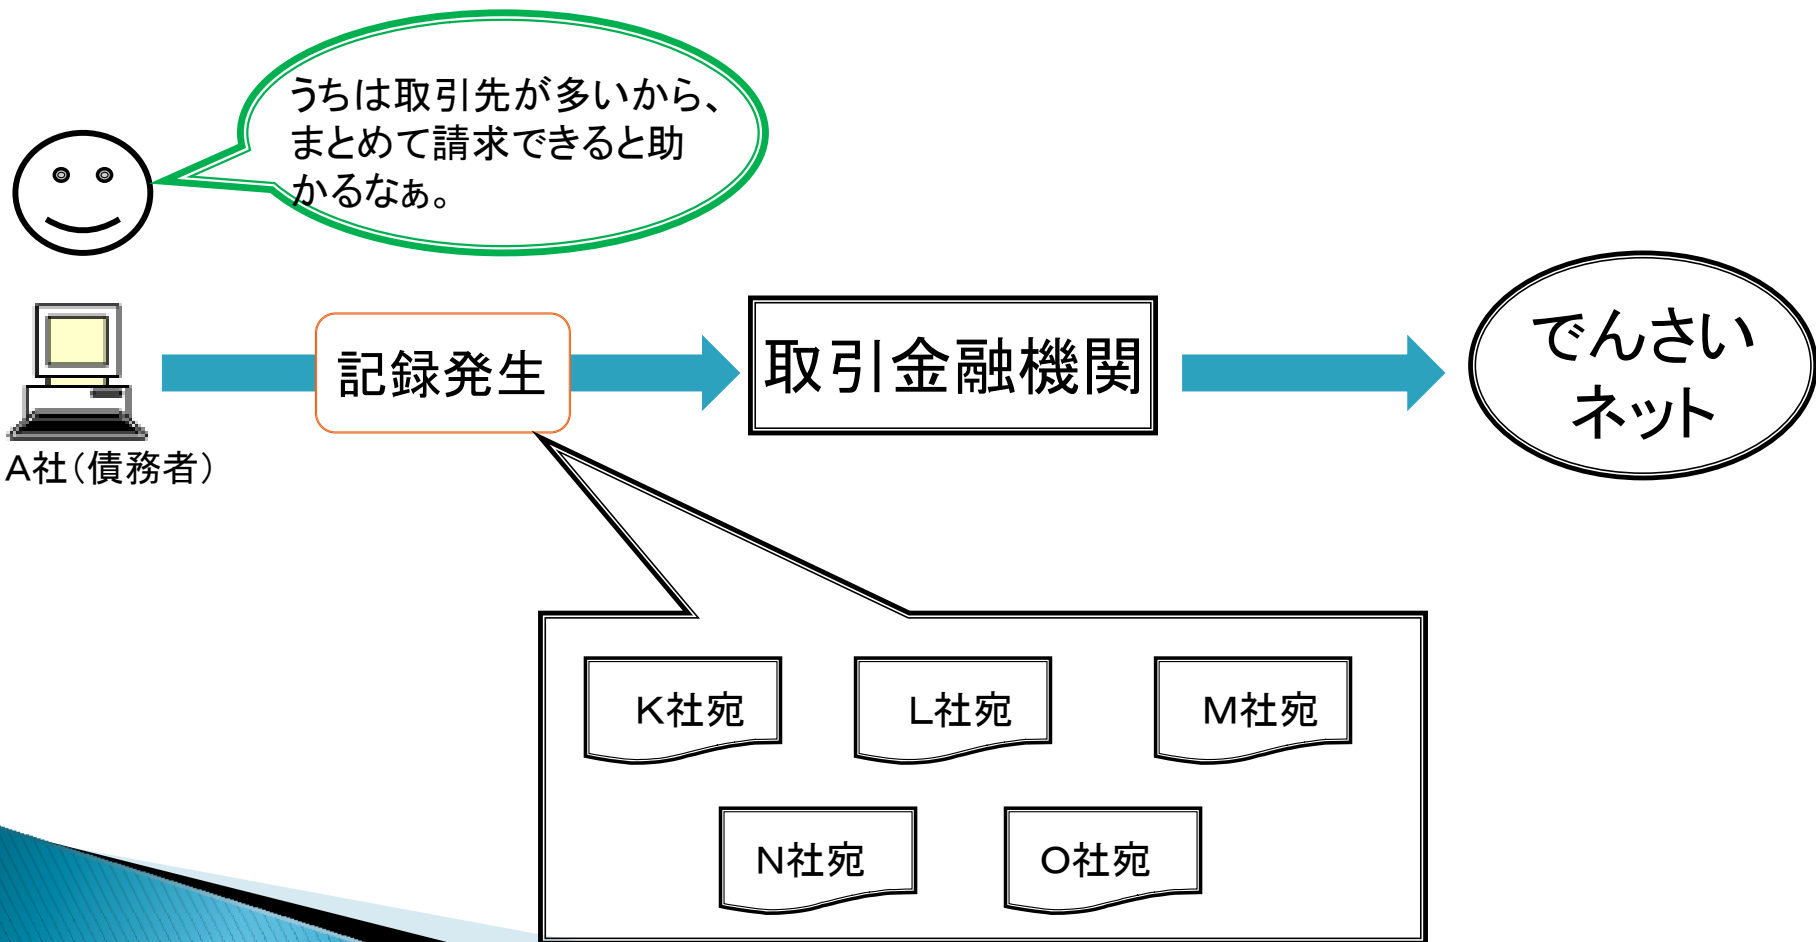 うちは取引先が多いから、
まとめて請求できると助
かるなぁ。
記録発生
取引金融機関
でんさい
ネット
A社(債務者)
K社宛
L社宛
M社宛
N社宛
O社宛